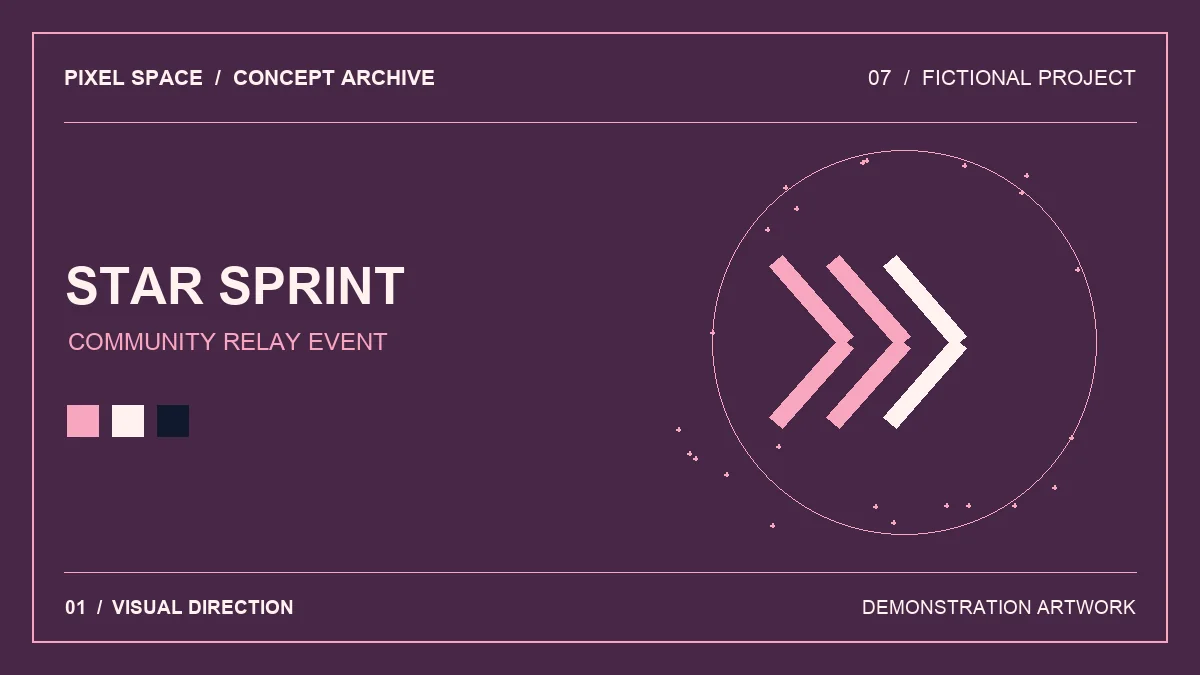 PIXEL SPACE / CONCEPT ARCHIVE
07 / FICTIONAL PROJECT
STAR SPRINT
COMMUNITY RELAY EVENT
01 / VISUAL DIRECTION
DEMONSTRATION ARTWORK